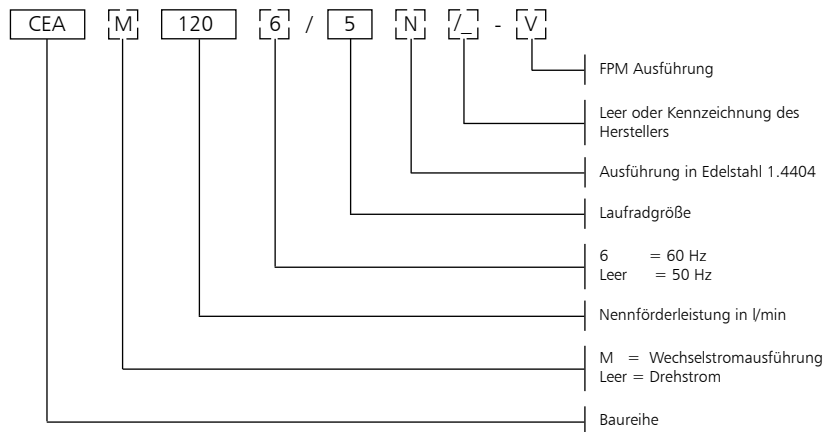 CEA M 120 6 / 5 N /_ - V
FPM Ausführung
Leer oder Kennzeichnung des
Herstellers
Ausführung in Edelstahl 1.4404
Laufradgröße
6 = 60 Hz
Leer = 50 Hz
Nennförderleistung in l/min
M = Wechselstromausführung
Leer = Drehstrom
Baureihe